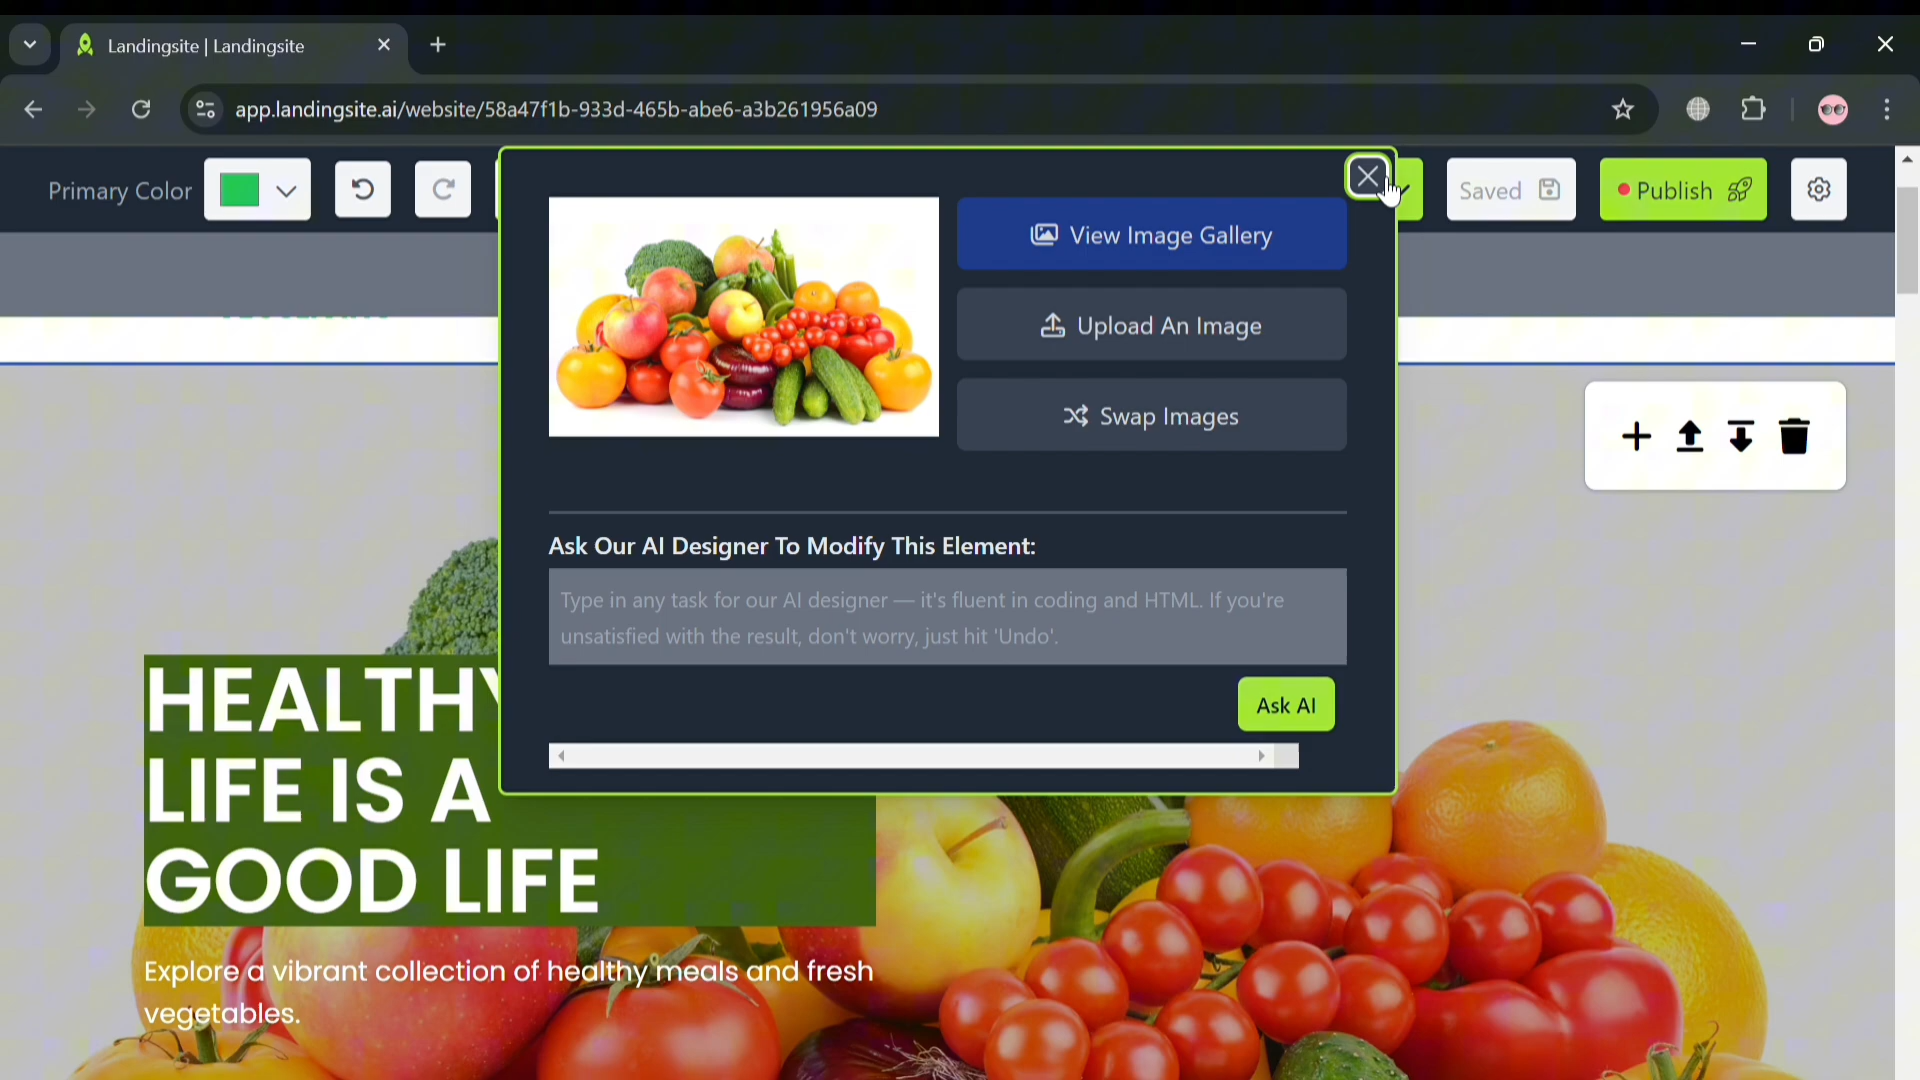 Landingsite | Landingsite
app.landingsite.ai/website/58a47f1b-933d-465b-abe6-a3b261956a09
Primary Color
Saved
Publish
View Image Gallery
Upload An Image
Swap Images
Ask Our AI Designer To Modify This Element:
Type in any task for our AI designer — it's fluent in coding and HTML. If you're
unsatisfied with the result, don't worry, just hit 'Undo'.
Ask AI
HEALTHY
LIFE IS A
GOOD LIFE
Explore a vibrant collection of healthy meals and fresh
vegetables.